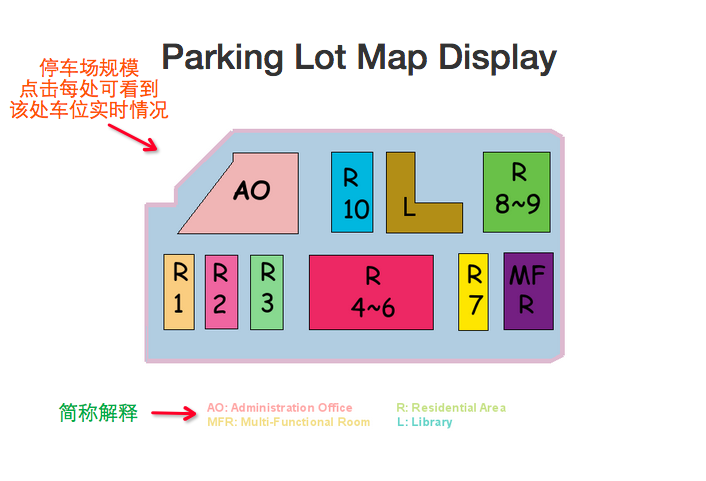 Parking Lot Map Display
停车场规模
点击每处可看到
该处车位实时情况
AO
R
10
L
R
8~9
R
1
R
2
R
3
R
4~6
R
7
MF
R
简称解释
AO: Administration Office
R: Residential Area
MFR: Multi-Functional Room
L: Library